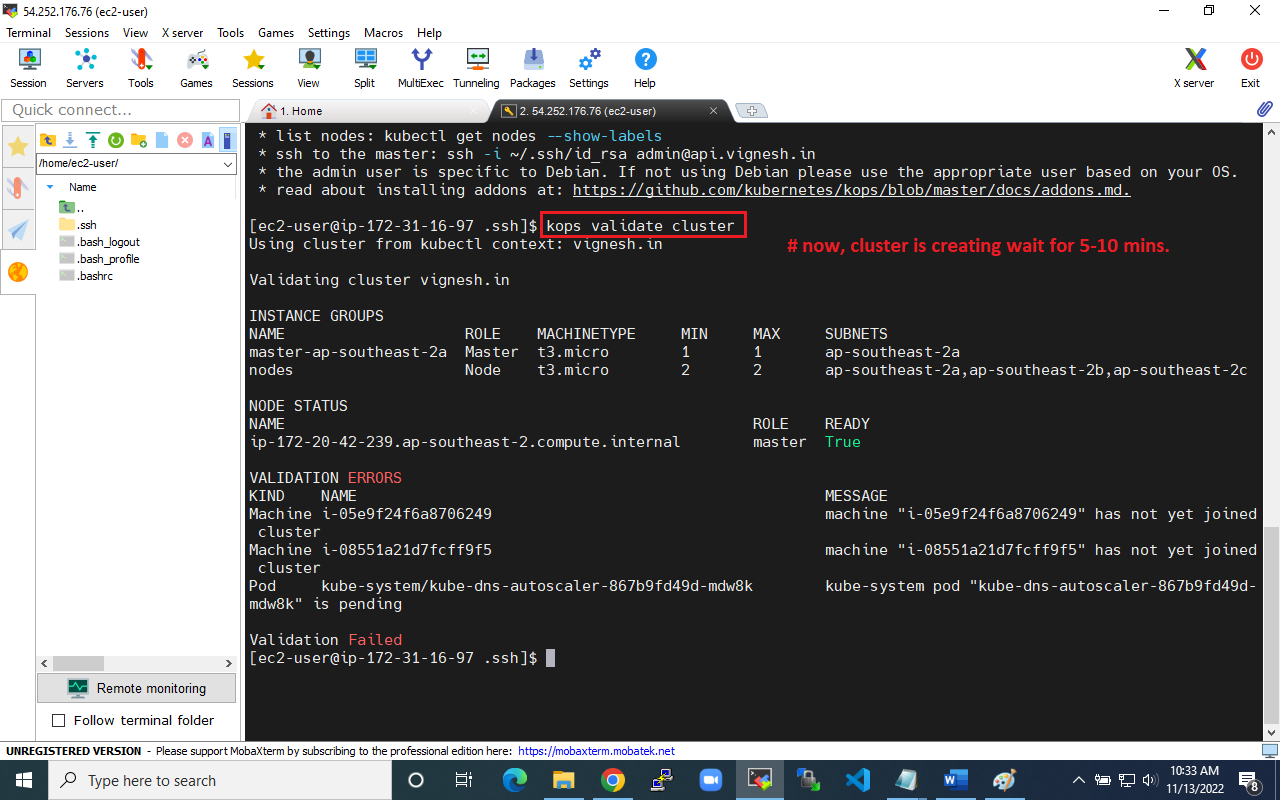 54.252.176.76 (ec2-user)
Terminal Sessions View X server Tools Games Settings Macros Help
Session Servers Tools Games Sessions View Split MultiExec Tunneling Packages Settings Help X server Exit
Quick connect...
1. Home
2. 54.252.176.76 (ec2-user)
/home/ec2-user/
Name
..
.ssh
.bash_logout
.bash_profile
.bashrc
* list nodes: kubectl get nodes --show-labels
* ssh to the master: ssh -i ~/.ssh/id_rsa admin@api.vignesh.in
* the admin user is specific to Debian. If not using Debian please use the appropriate user based on your OS.
* read about installing addons at: https://github.com/kubernetes/kops/blob/master/docs/addons.md.
[ec2-user@ip-172-31-16-97 .ssh]$ kops validate cluster
Using cluster from kubectl context: vignesh.in
# now, cluster is creating wait for 5-10 mins.
Validating cluster vignesh.in
INSTANCE GROUPS
NAME ROLE MACHINETYPE MIN MAX SUBNETS
master-ap-southeast-2a Master t3.micro 1 1 ap-southeast-2a
nodes Node t3.micro 2 2 ap-southeast-2a,ap-southeast-2b,ap-southeast-2c
NODE STATUS
NAME ROLE READY
ip-172-20-42-239.ap-southeast-2.compute.internal master True
VALIDATION ERRORS
KIND NAME MESSAGE
Machine i-05e9f24f6a8706249 machine "i-05e9f24f6a8706249" has not yet joined
cluster
Machine i-08551a21d7fcff9f5 machine "i-08551a21d7fcff9f5" has not yet joined
cluster
Pod kube-system/kube-dns-autoscaler-867b9fd49d-mdw8k kube-system pod "kube-dns-autoscaler-867b9fd49d-
mdw8k" is pending
Validation Failed
[ec2-user@ip-172-31-16-97 .ssh]$
Remote monitoring
Follow terminal folder
UNREGISTERED VERSION - Please support MobaXterm by subscribing to the professional edition here: https://mobaxterm.mobatek.net
Type here to search
10:33 AM
11/13/2022
8